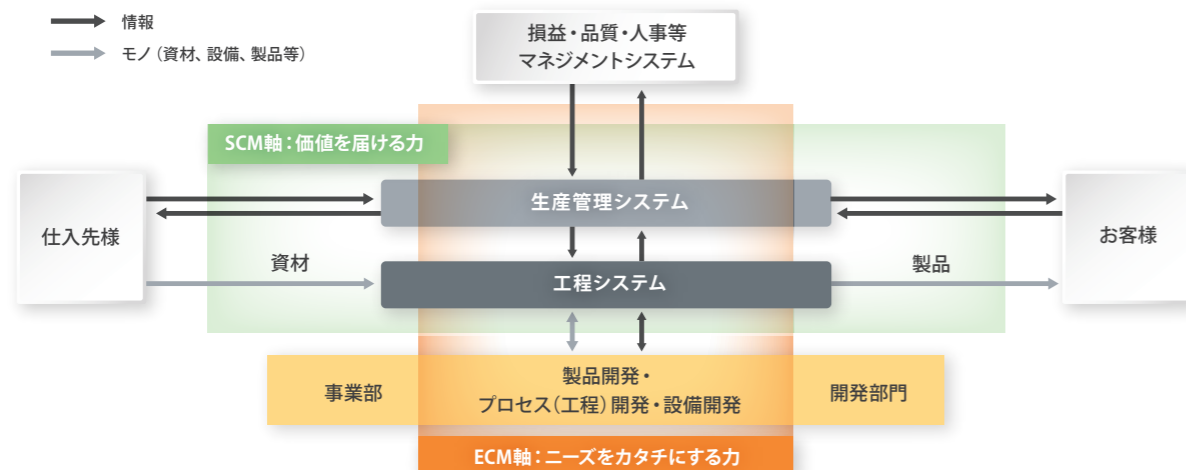 情報
モノ（資材、設備、製品等）
損益・品質・人事等
マネジメントシステム
SCM軸：価値を届ける力
仕入先様
生産管理システム
お客様
資材
工程システム
製品
事業部
製品開発・
プロセス（工程）開発・設備開発
開発部門
ECM軸：ニーズをカタチにする力